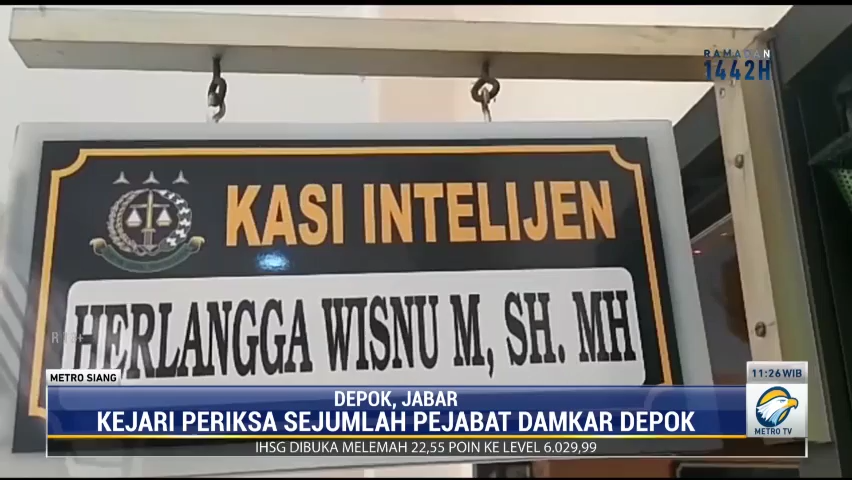 RAMADAN
1442H
KASI INTELIJEN
HERLANGGA WISNU M, SH. MH
R 13+
METRO SIANG
11:26 WIB
DEPOK, JABAR
KEJARI PERIKSA SEJUMLAH PEJABAT DAMKAR DEPOK
METRO TV
IHSG DIBUKA MELEMAH 22,55 POIN KE LEVEL 6.029,99